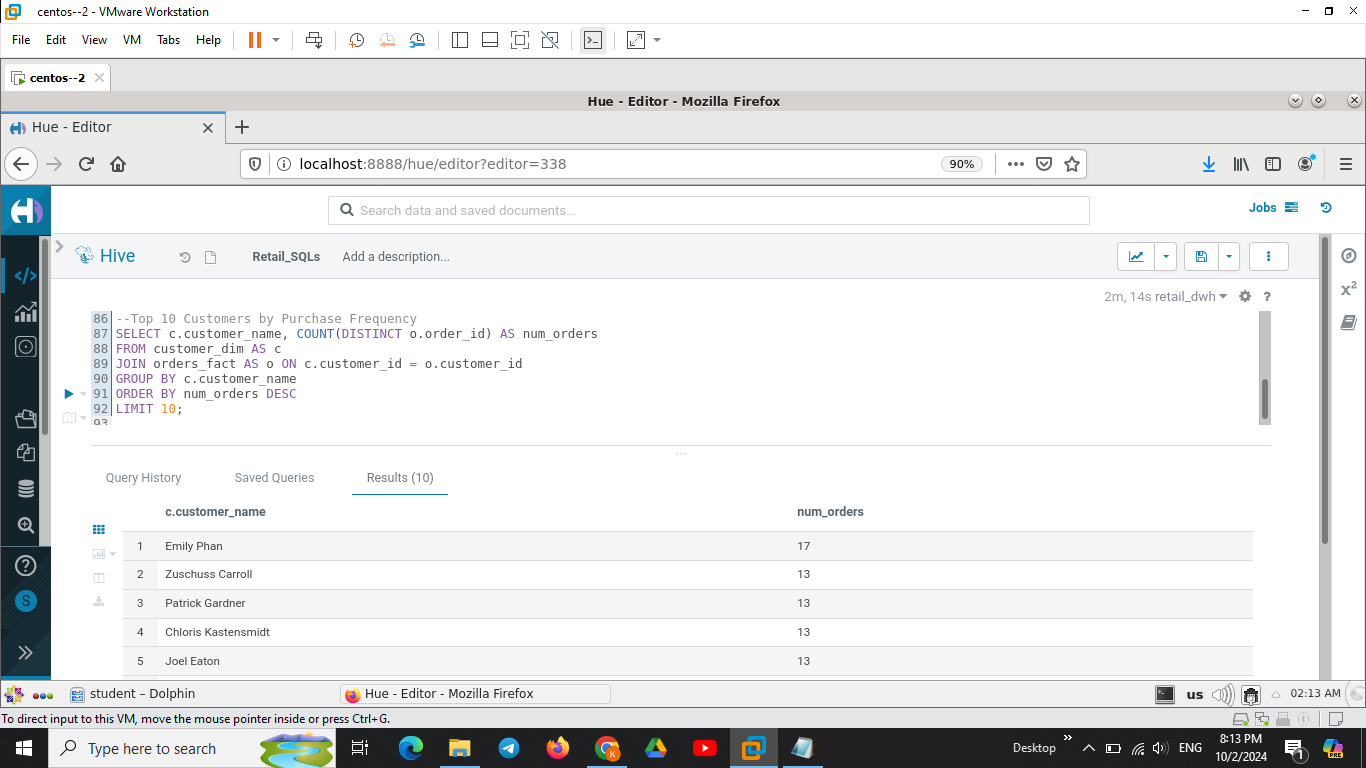 centos--2 - VMware Workstation
File Edit View VM Tabs Help
centos--2
Hue - Editor - Mozilla Firefox
Hue - Editor
localhost:8888/hue/editor?editor=338 90%
Search data and saved documents...
Jobs
Hive Retail_SQLs Add a description...
2m, 14s retail_dwh ?
86 --Top 10 Customers by Purchase Frequency
87 SELECT c.customer_name, COUNT(DISTINCT o.order_id) AS num_orders
88 FROM customer_dim AS c
89 JOIN orders_fact AS o ON c.customer_id = o.customer_id
90 GROUP BY c.customer_name
91 ORDER BY num_orders DESC
92 LIMIT 10;
93
Query History Saved Queries Results (10)
c.customer_name num_orders
1 Emily Phan 17
2 Zuschuss Carroll 13
3 Patrick Gardner 13
4 Chloris Kastensmidt 13
5 Joel Eaton 13
S
student – Dolphin Hue - Editor - Mozilla Firefox us 02:13 AM
To direct input to this VM, move the mouse pointer inside or press Ctrl+G.
Type here to search Desktop ENG 8:13 PM
10/2/2024